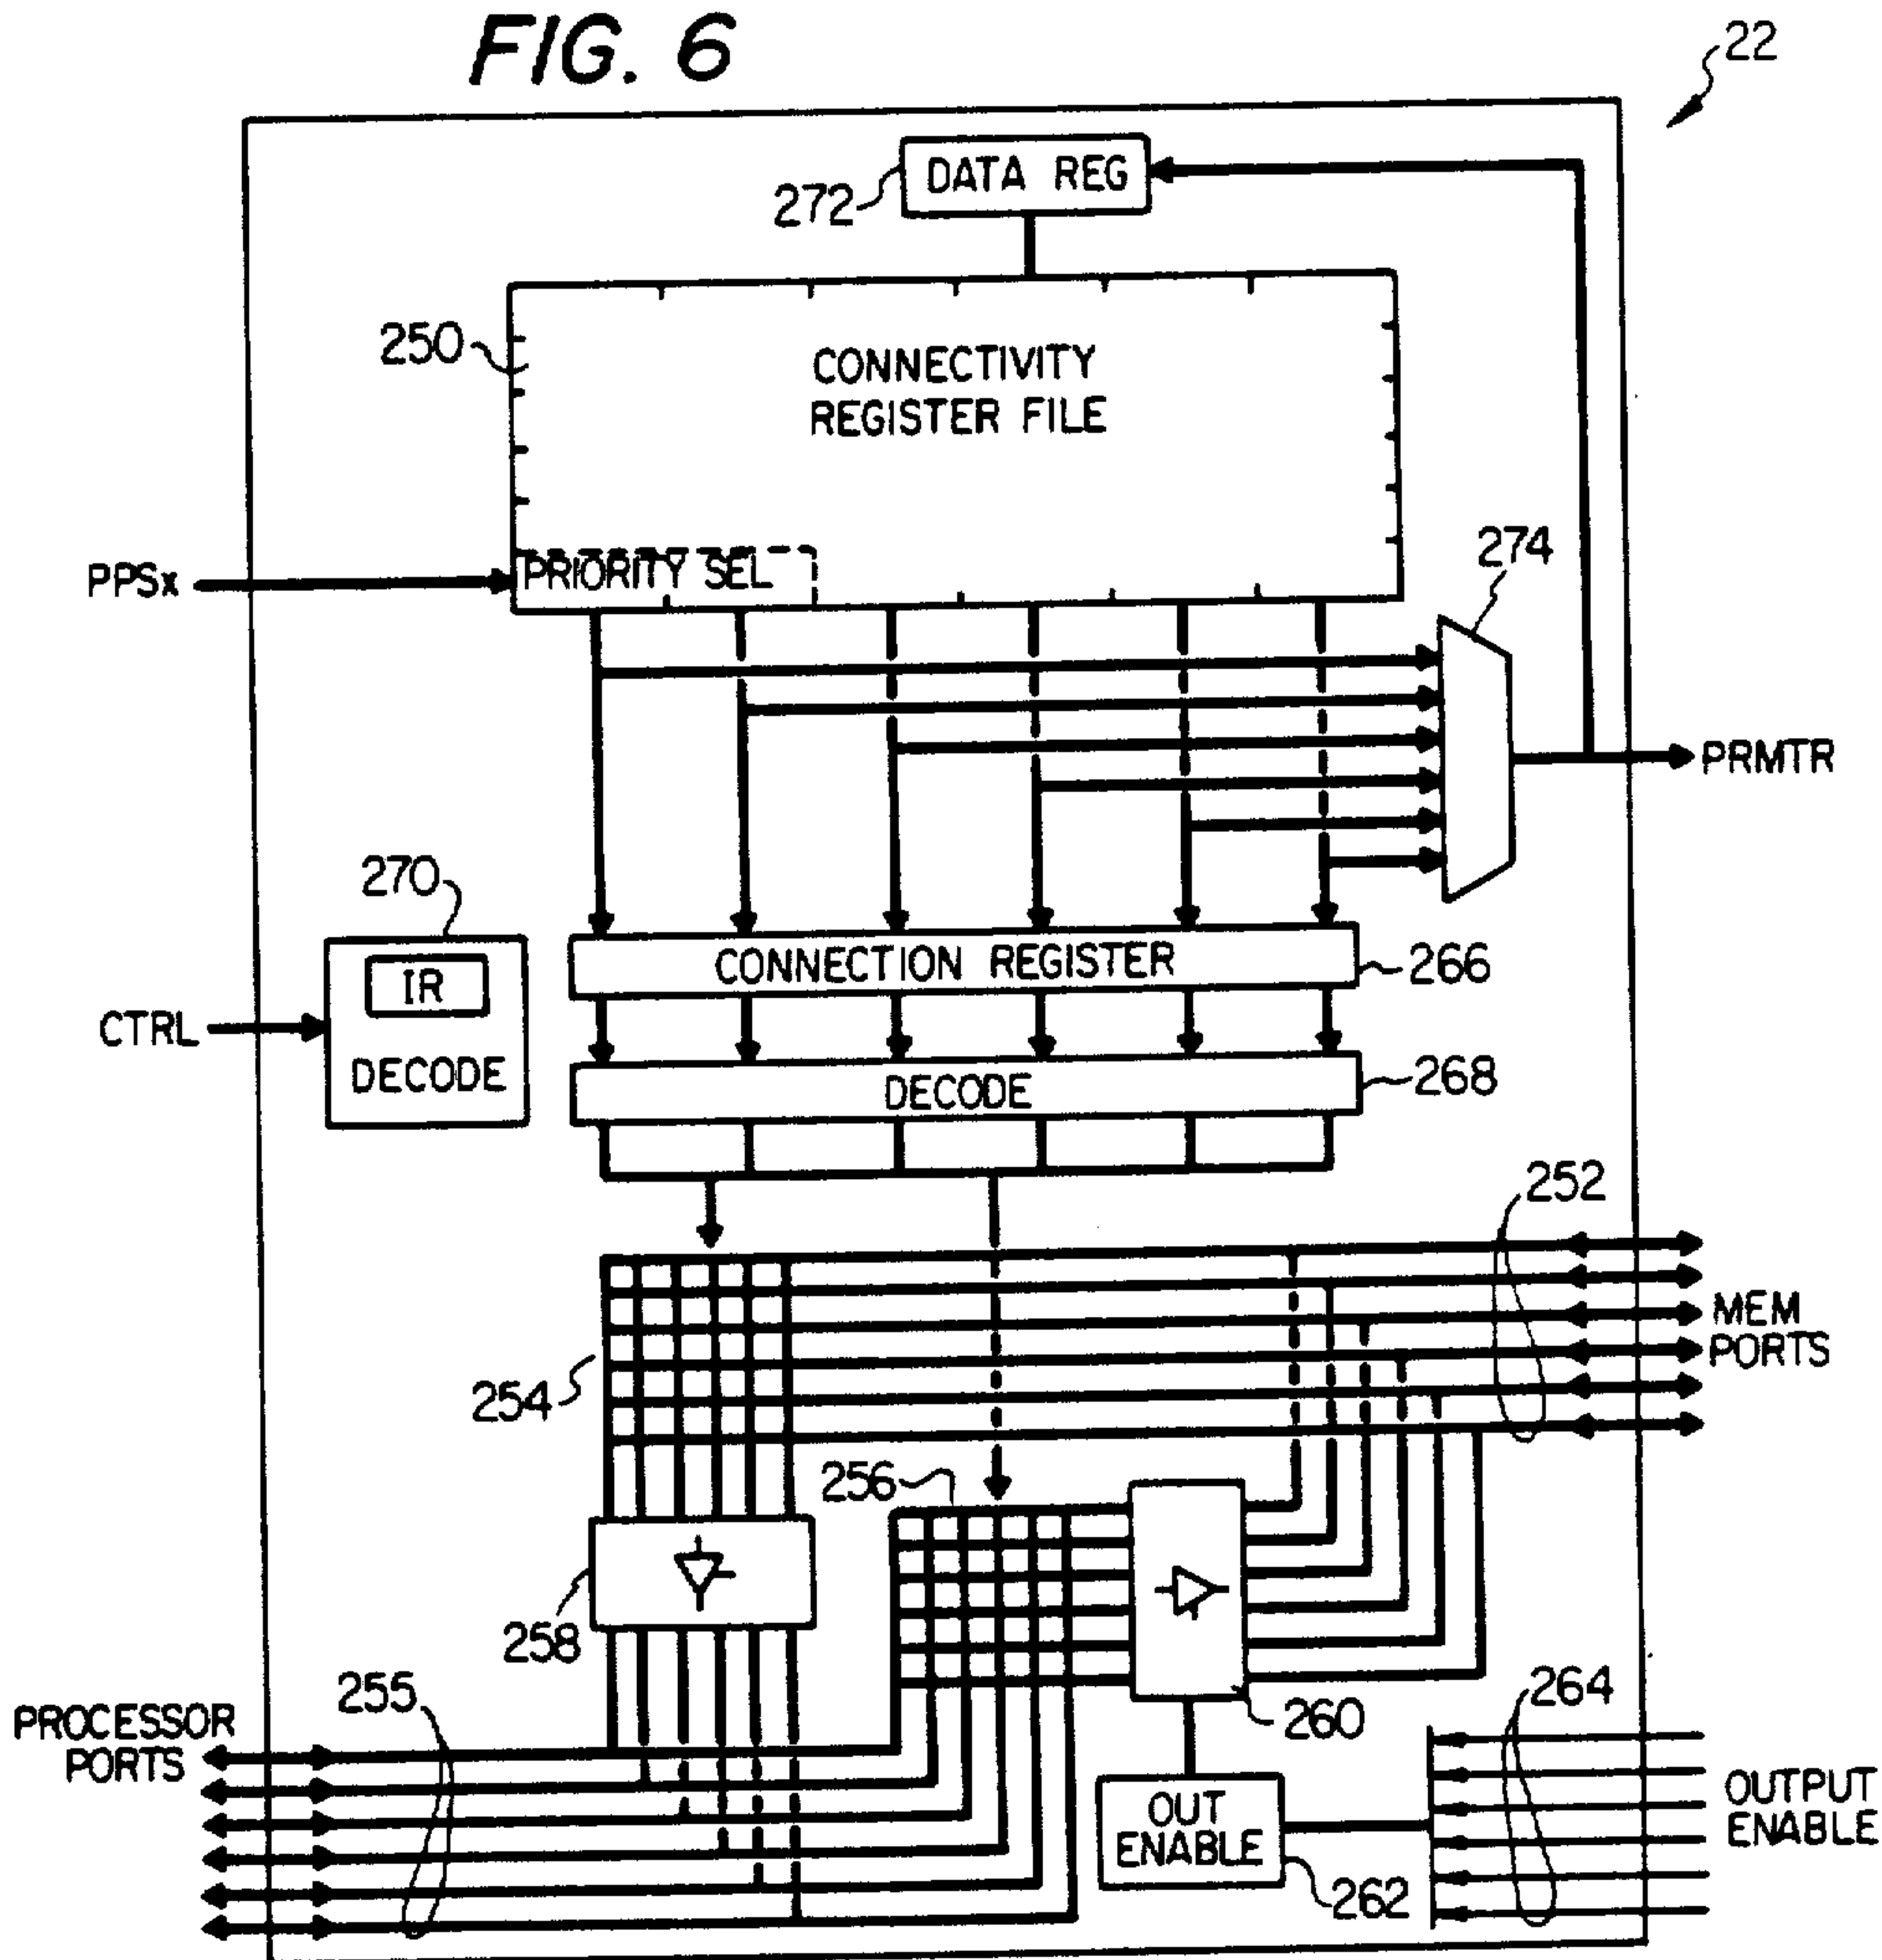 FIG. 6
22
DATA REG
272
250
CONNECTIVITY
REGISTER FILE
274
PPSx
PRIORITY SEL
PRMTR
270
IR
DECODE
CTRL
CONNECTION REGISTER
266
DECODE
268
252
MEM
PORTS
254
256
258
260
255
264
PROCESSOR
PORTS
OUT
ENABLE
262
OUTPUT
ENABLE